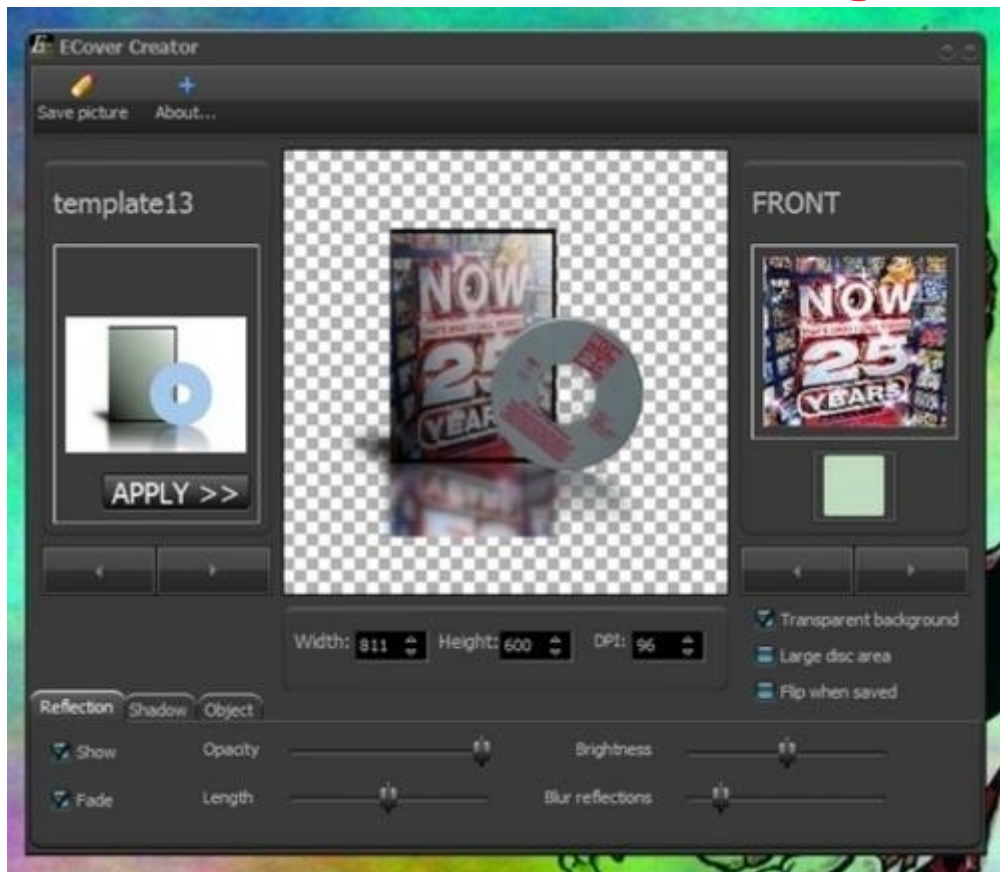 ECover Creator
Save picture About...
template13
APPLY >>
NOW
25
YEARS
FRONT
NOW
25
YEARS
Width: 811 Height: 600 DPI: 96
Transparent background
Large disc area
Flip when saved
Reflection Shadow Object
Show Opacity Brightness
Fade Length Blur reflections